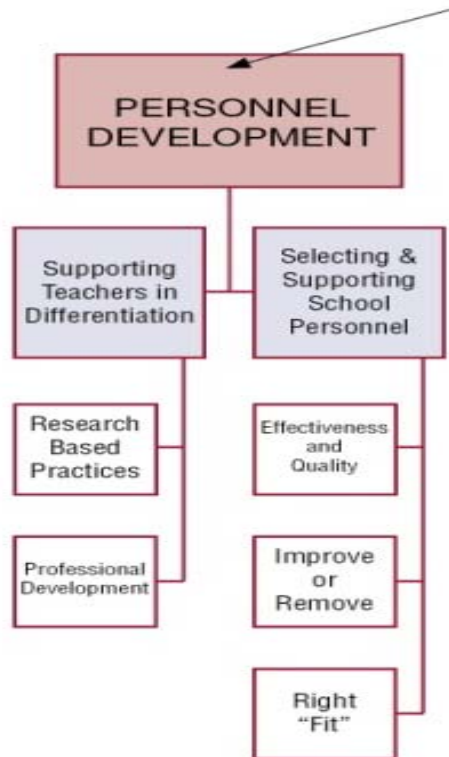 PERSONNEL
DEVELOPMENT
Supporting
Teachers in
Differentiation
Selecting &
Supporting
School
Personnel
Research
Based
Practices
Professional
Development
Effectiveness
and
Quality
Improve
or
Remove
Right
"Fit"